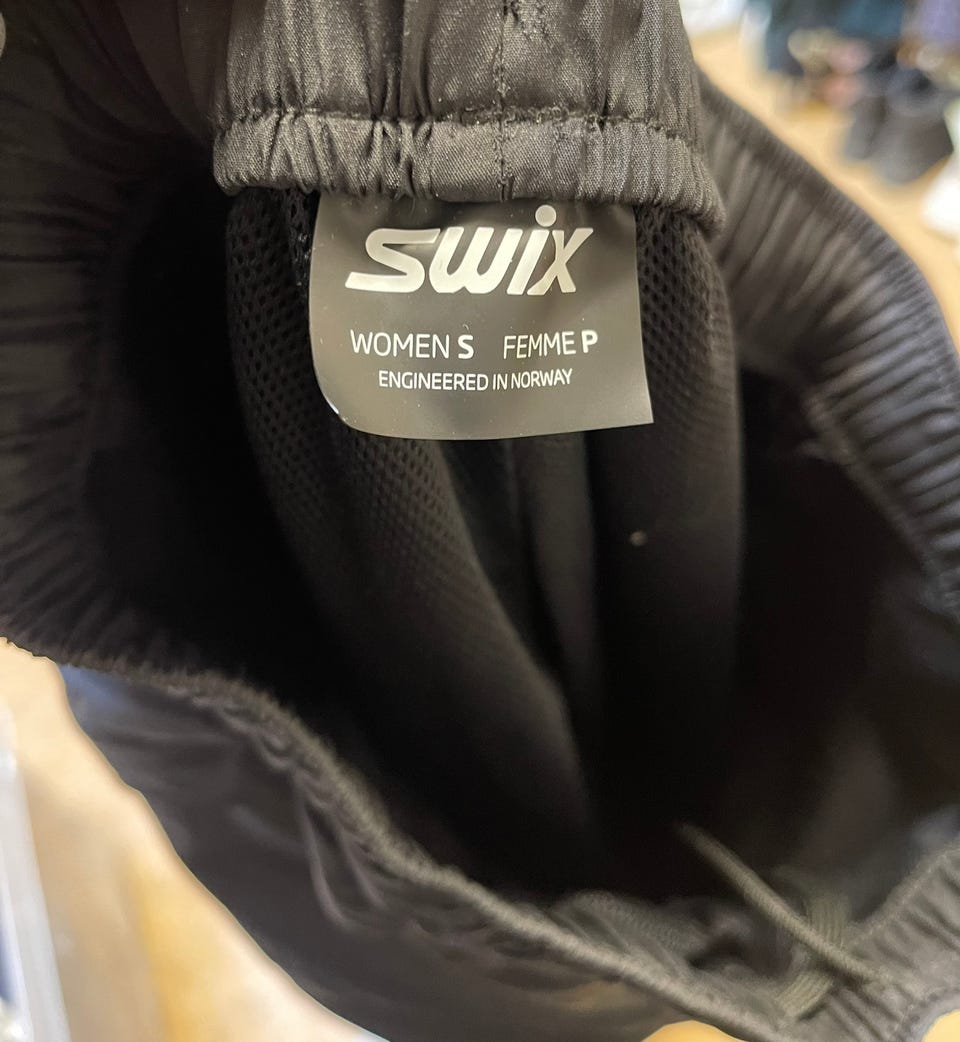 Swix
WOMEN S FEMME P
ENGINEERED IN NORWAY